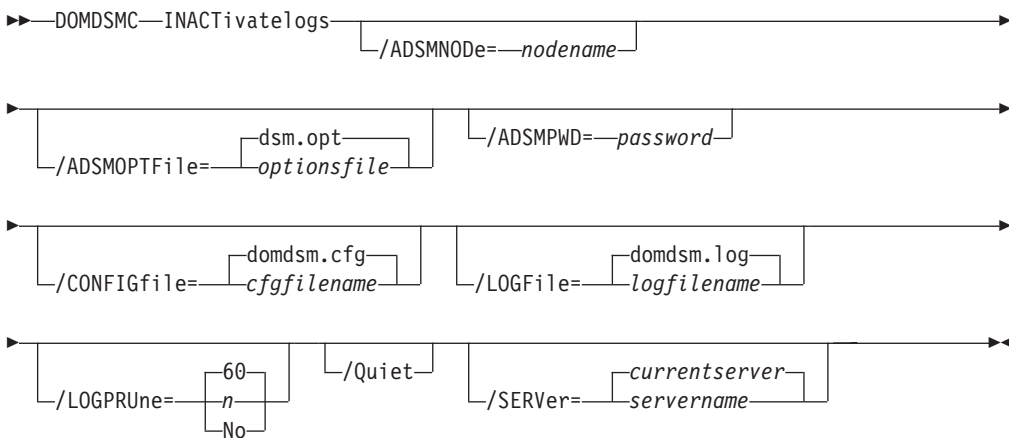 DOMDSMC INACTivatelogs
/ADSMNODe= nodename
dsm.opt
/ADSMOPTFile= optionsfile
/ADSMPWD= password
domdsm.cfg
/CONFIGfile= cfgfilename
domdsm.log
/LOGFile= logfilename
60
/LOGPRUne= n
No
/Quiet
currentserver
/SERVer= servername